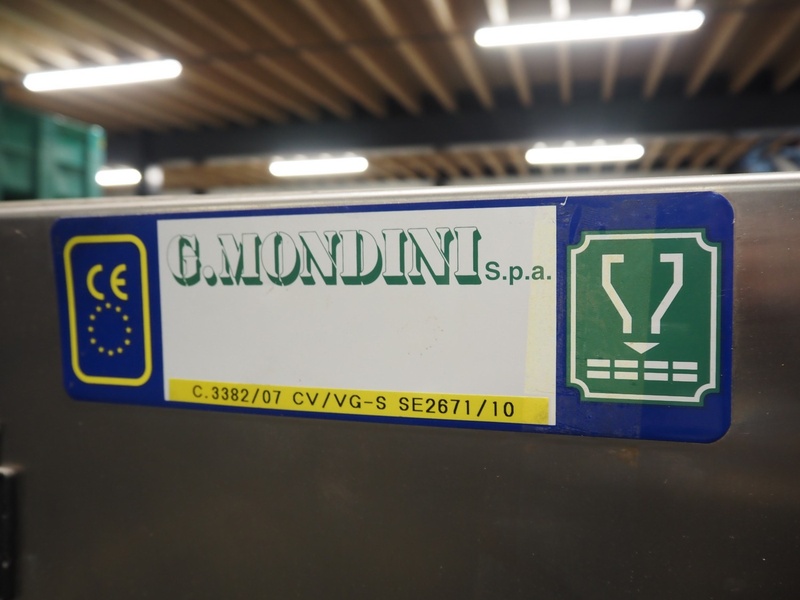 CE
G.MONDINI S.p.a.
C.3382/07 CV/VG-S SE2671/10